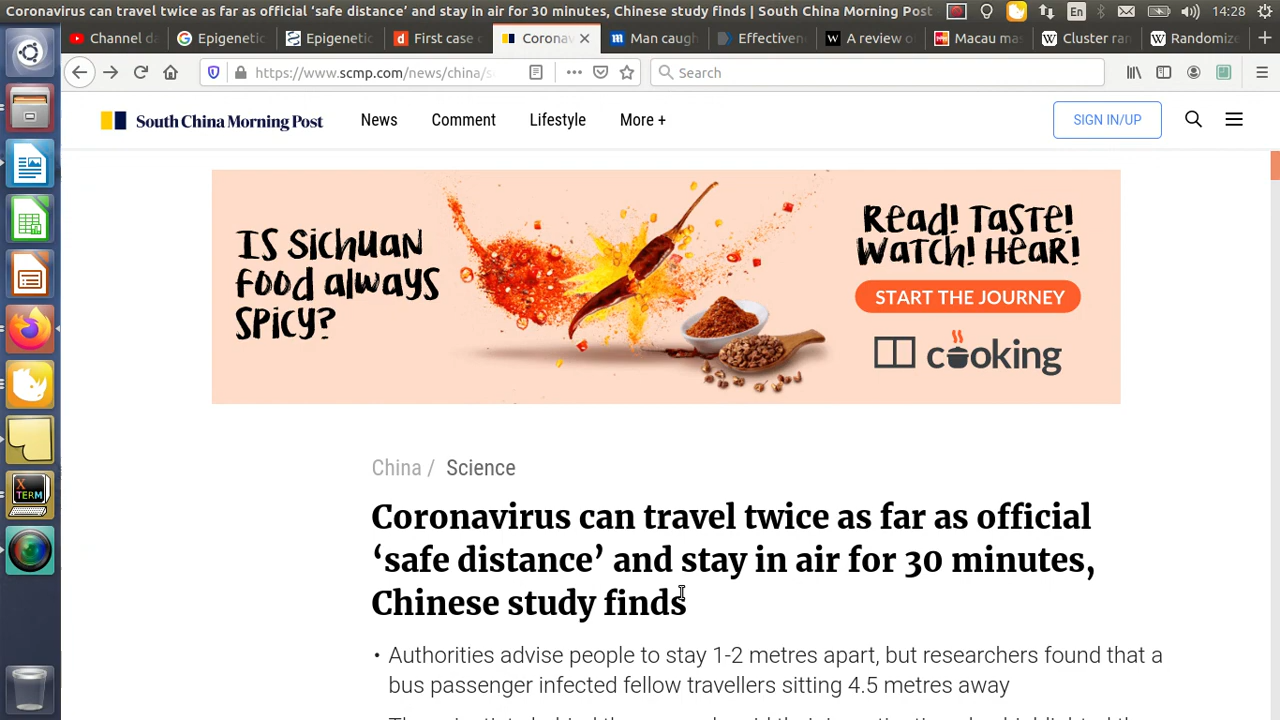 Coronavirus can travel twice as far as official ‘safe distance’ and stay in air for 30 minutes, Chinese study finds | South China Morning Post
En
14:28
Channel da
Epigenetic
Epigenetic
First case
Corona
Man caugh
Effectiven
A review o
Macau mas
Cluster ran
Randomize
https://www.scmp.com/news/china/s
Search
South China Morning Post
News
Comment
Lifestyle
More +
SIGN IN/UP
IS SICHUAN
FOOD ALWAYS
SPICY?
READ! TASTE!
WATCH! HEAR!
START THE JOURNEY
cooking
China / Science
Coronavirus can travel twice as far as official
‘safe distance’ and stay in air for 30 minutes,
Chinese study finds
• Authorities advise people to stay 1-2 metres apart, but researchers found that a
bus passenger infected fellow travellers sitting 4.5 metres away
X
TERM